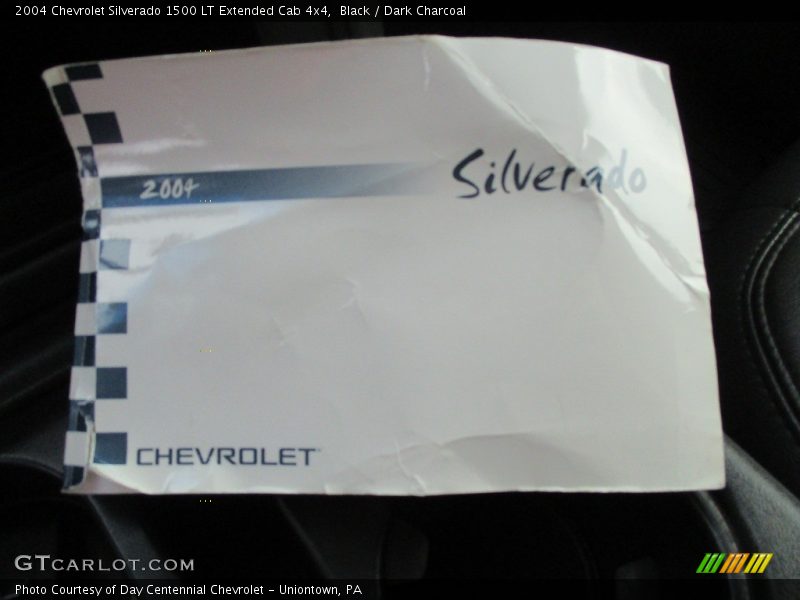 2004 Chevrolet Silverado 1500 LT Extended Cab 4x4, Black / Dark Charcoal
2004
Silverado
CHEVROLET
GTCARLOT.COM
Photo Courtesy of Day Centennial Chevrolet - Uniontown, PA